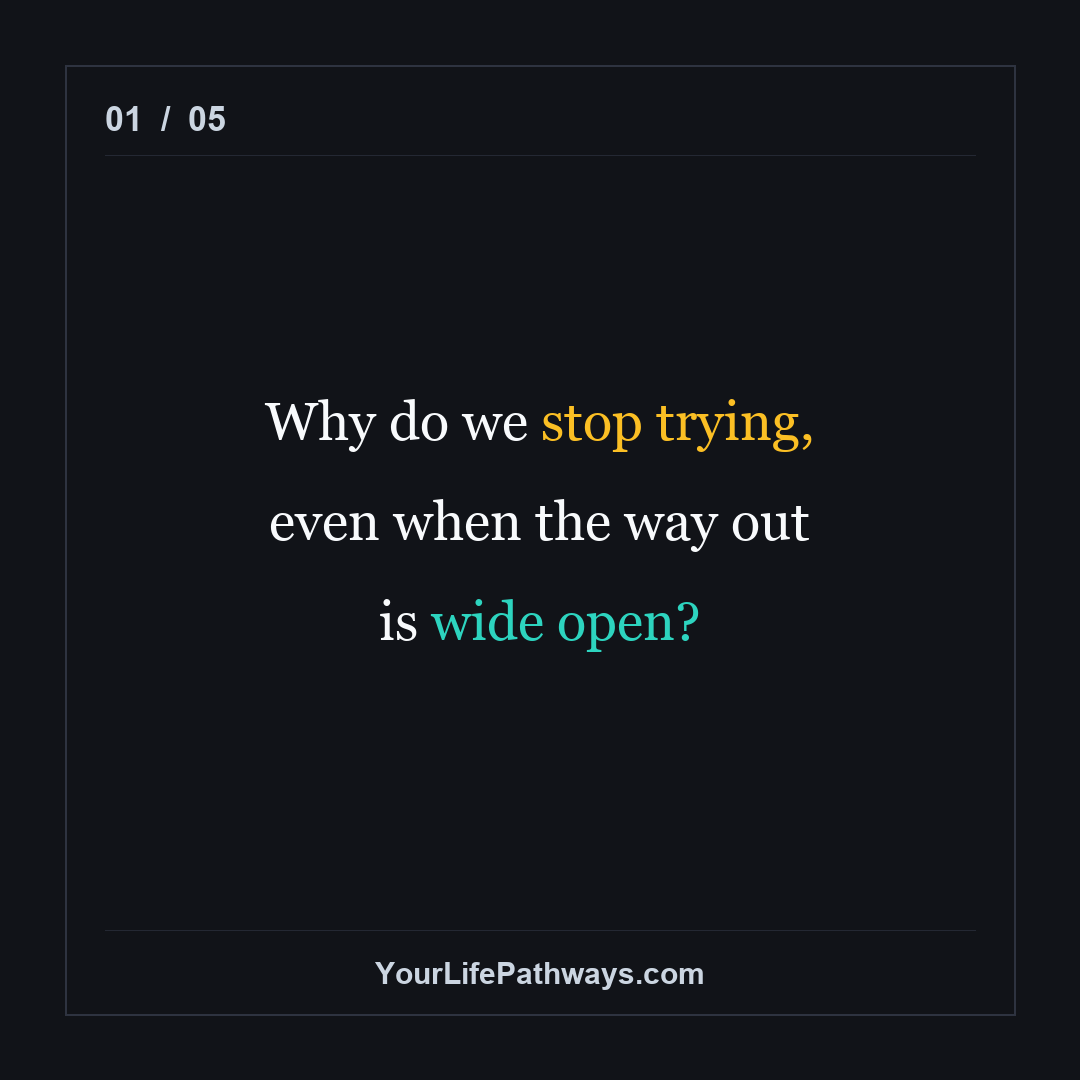 01 / 05
Why do we stop trying,
even when the way out
is wide open?
YourLifePathways.com